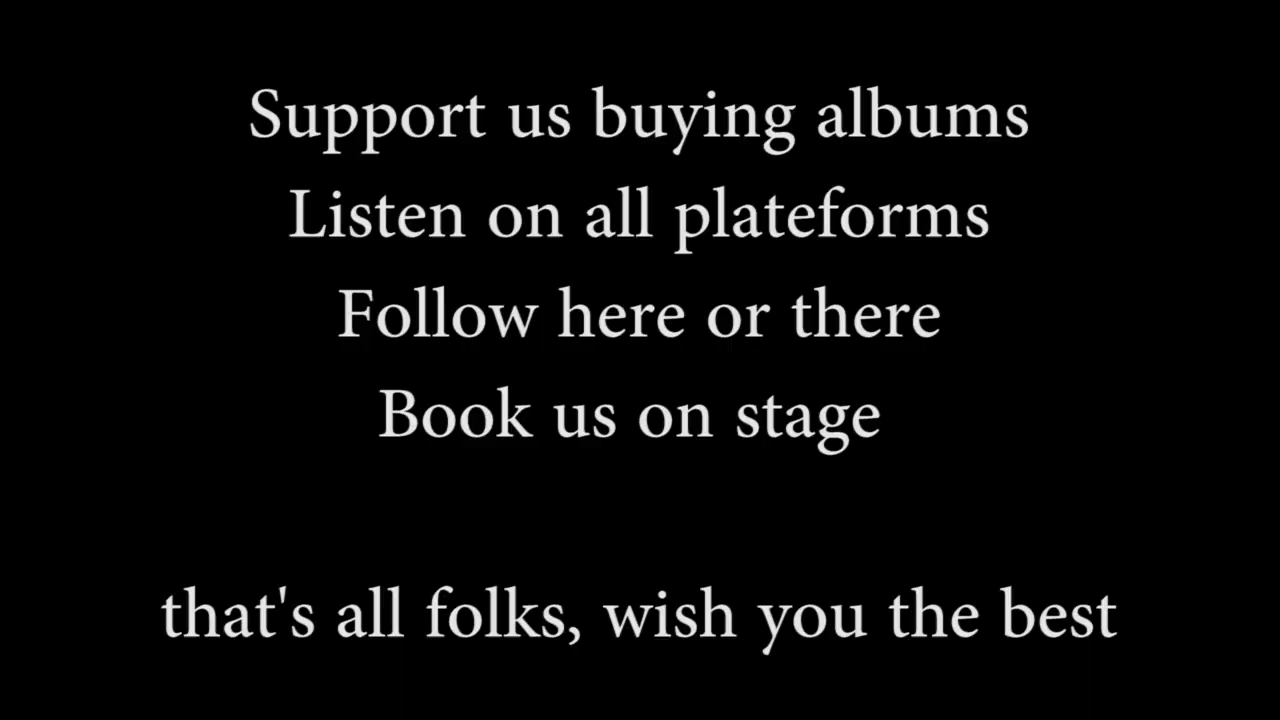 Support us buying albums
Listen on all plateforms
Follow here or there
Book us on stage
that's all folks, wish you the best